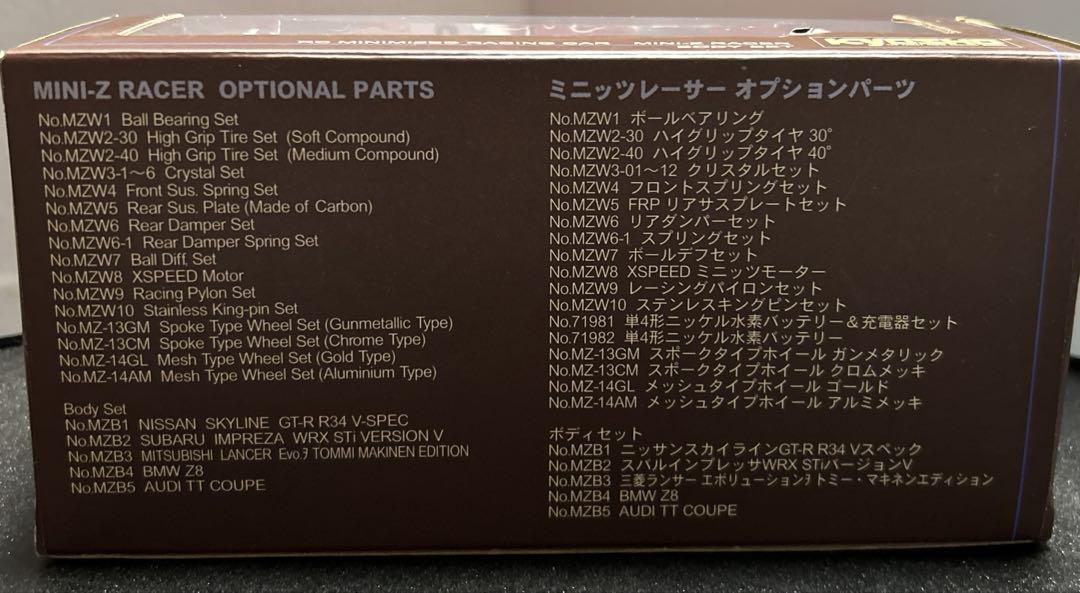 MINI-Z RACER OPTIONAL PARTS
No.MZW1 Ball Bearing Set
No.MZW2-30 High Grip Tire Set (Soft Compound)
No.MZW2-40 High Grip Tire Set (Medium Compound)
No.MZW3-1～6 Crystal Set
No.MZW4 Front Sus. Spring Set
No.MZW5 Rear Sus. Plate (Made of Carbon)
No.MZW6 Rear Damper Set
No.MZW6-1 Rear Damper Spring Set
No.MZW7 Ball Diff. Set
No.MZW8 XSPEED Motor
No.MZW9 Racing Pylon Set
No.MZW10 Stainless King-pin Set
No.MZ-13GM Spoke Type Wheel Set (Gunmetallic Type)
No.MZ-13CM Spoke Type Wheel Set (Chrome Type)
No.MZ-14GL Mesh Type Wheel Set (Gold Type)
No.MZ-14AM Mesh Type Wheel Set (Aluminium Type)
Body Set
No.MZB1 NISSAN SKYLINE GT-R R34 V-SPEC
No.MZB2 SUBARU IMPREZA WRX STi VERSION V
No.MZB3 MITSUBISHI LANCER Evo.ｦ TOMMI MAKINEN EDITION
No.MZB4 BMW Z8
No.MZB5 AUDI TT COUPE
ミニッツレーサー オプションパーツ
No.MZW1 ボールベアリング
No.MZW2-30 ハイグリップタイヤ 30°
No.MZW2-40 ハイグリップタイヤ 40°
No.MZW3-01～12 クリスタルセット
No.MZW4 フロントスプリングセット
No.MZW5 FRP リアサスプレートセット
No.MZW6 リアダンパーセット
No.MZW6-1 スプリングセット
No.MZW7 ボールデフセット
No.MZW8 XSPEED ミニッツモーター
No.MZW9 レーシングパイロンセット
No.MZW10 ステンレスキングピンセット
No.71981 単4形ニッケル水素バッテリー＆充電器セット
No.71982 単4形ニッケル水素バッテリー
No.MZ-13GM スポークタイプホイール ガンメタリック
No.MZ-13CM スポークタイプホイール クロムメッキ
No.MZ-14GL メッシュタイプホイール ゴールド
No.MZ-14AM メッシュタイプホイール アルミメッキ
ボディセット
No.MZB1 ニッサンスカイラインGT-R R34 Vスペック
No.MZB2 スバルインプレッサWRX STiバージョンV
No.MZB3 三菱ランサー エボリューションｦ トミー・マキネンエディション
No.MZB4 BMW Z8
No.MZB5 AUDI TT COUPE